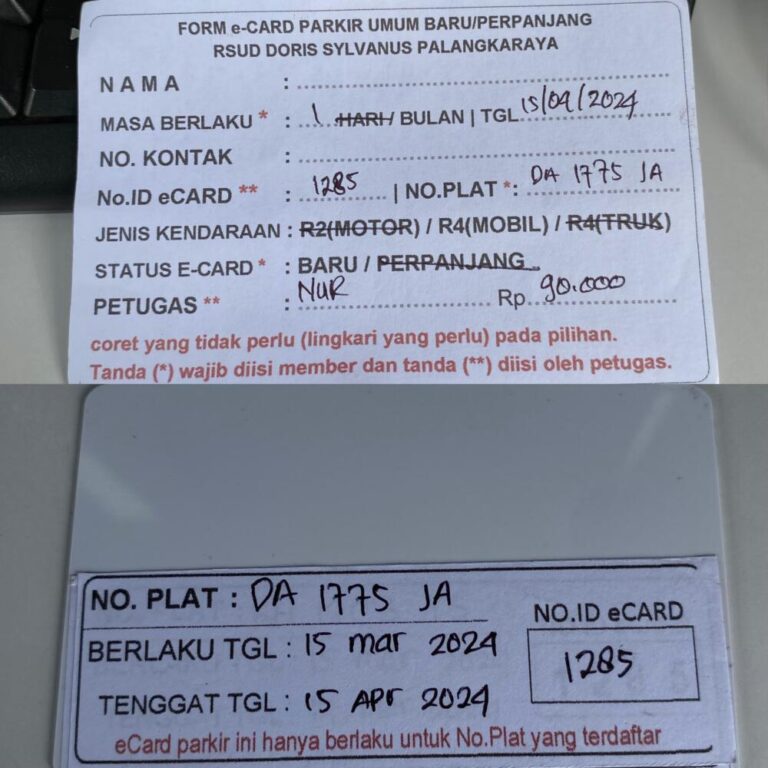 FORM e-CARD PARKIR UMUM BARU/PERPANJANG
RSUD DORIS SYLVANUS PALANGKARAYA
NAMA :
MASA BERLAKU * : 1 HARI / BULAN | TGL 15/04/2024
NO. KONTAK :
No.ID eCARD ** : 1285 | NO.PLAT *: DA 1775 JA
JENIS KENDARAAN : R2(MOTOR) / R4(MOBIL) / R4(TRUK)
STATUS E-CARD * : BARU / PERPANJANG
PETUGAS ** : NUR Rp 90.000
coret yang tidak perlu (lingkari yang perlu) pada pilihan.
Tanda (*) wajib diisi member dan tanda (**) diisi oleh petugas.
NO. PLAT : DA 1775 JA
NO.ID eCARD
BERLAKU TGL : 15 mar 2024
1285
TENGGAT TGL : 15 APR 2024
eCard parkir ini hanya berlaku untuk No.Plat yang terdaftar